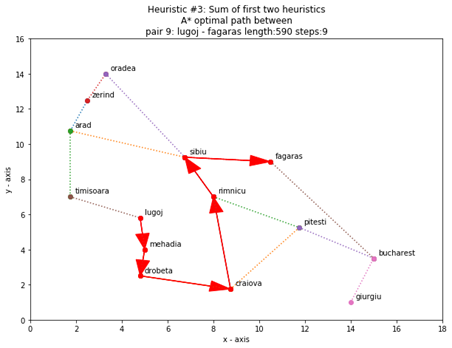 Heuristic #3: Sum of first two heuristics
A* optimal path between
pair 9: lugoj - fagaras length:590 steps:9
16
14
12
10
8
6
4
2
0
y - axis
oradea
zerind
arad
sibiu
fagaras
timisoara
rimnicu
lugoj
pitesti
mehadia
bucharest
drobeta
craiova
giurgiu
0 2 4 6 8 10 12 14 16 18
x - axis